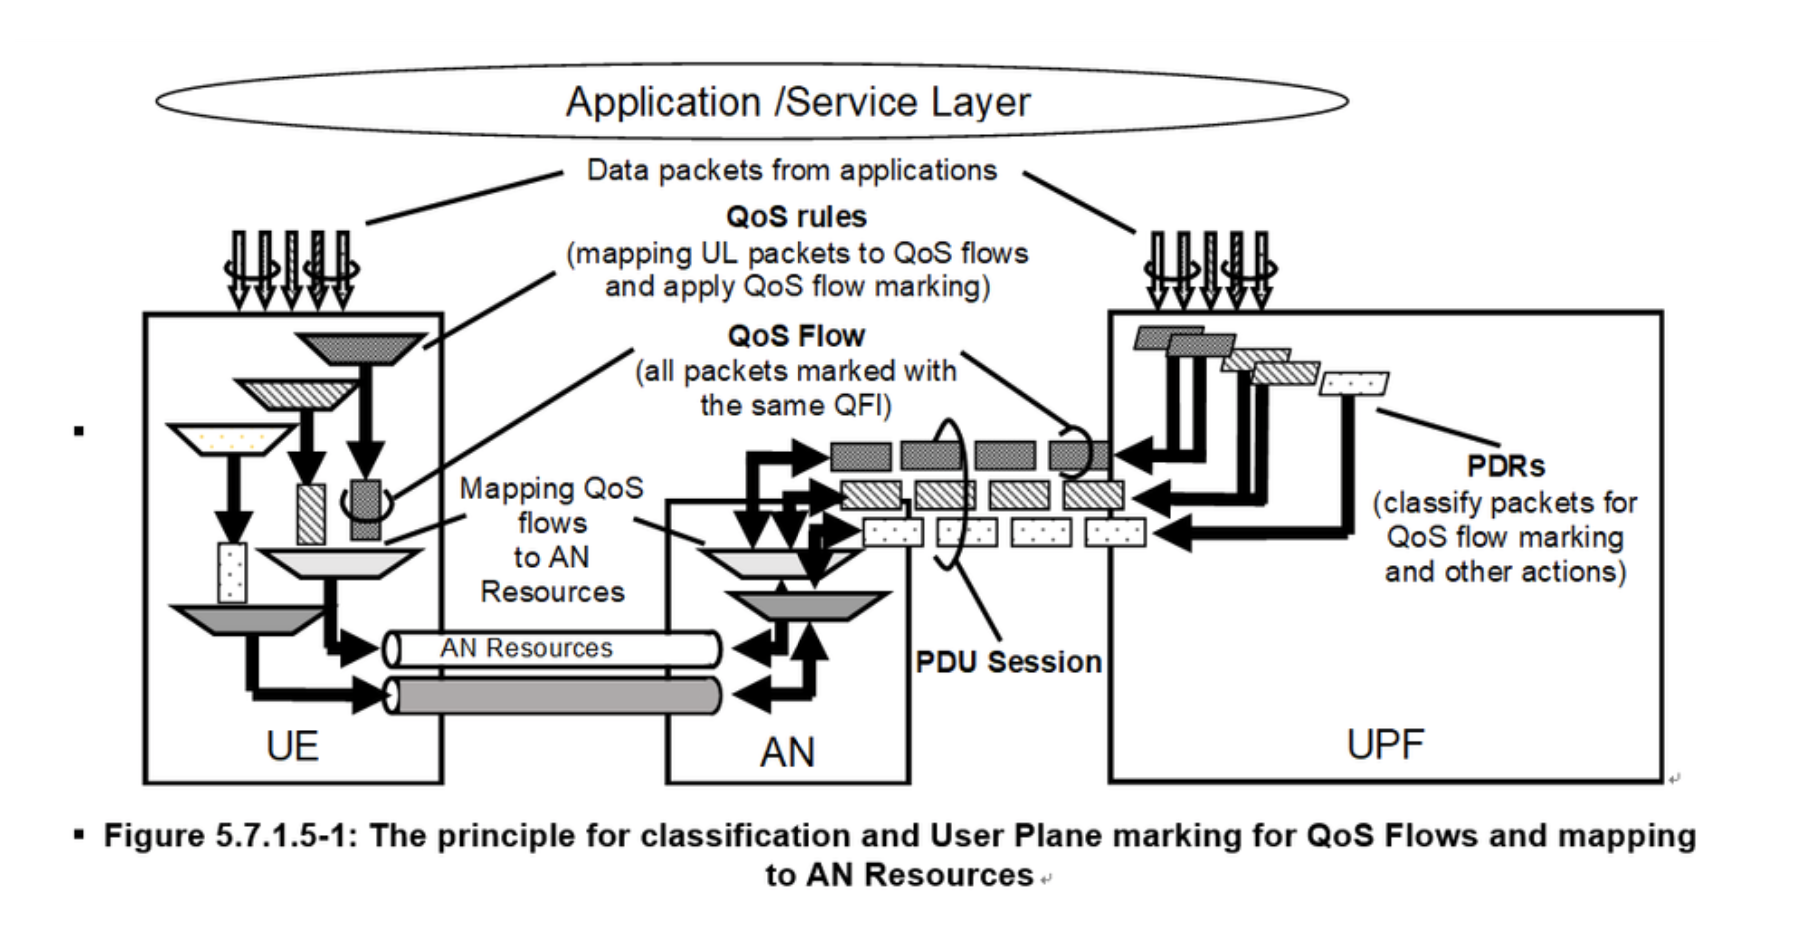 Application /Service Layer
Data packets from applications
QoS rules
(mapping UL packets to QoS flows
and apply QoS flow marking)
QoS Flow
(all packets marked with
the same QFI)
Mapping QoS
flows
to AN
Resources
PDRs
(classify packets for
QoS flow marking
and other actions)
AN Resources
PDU Session
UE
AN
UPF
Figure 5.7.1.5-1: The principle for classification and User Plane marking for QoS Flows and mapping
to AN Resources